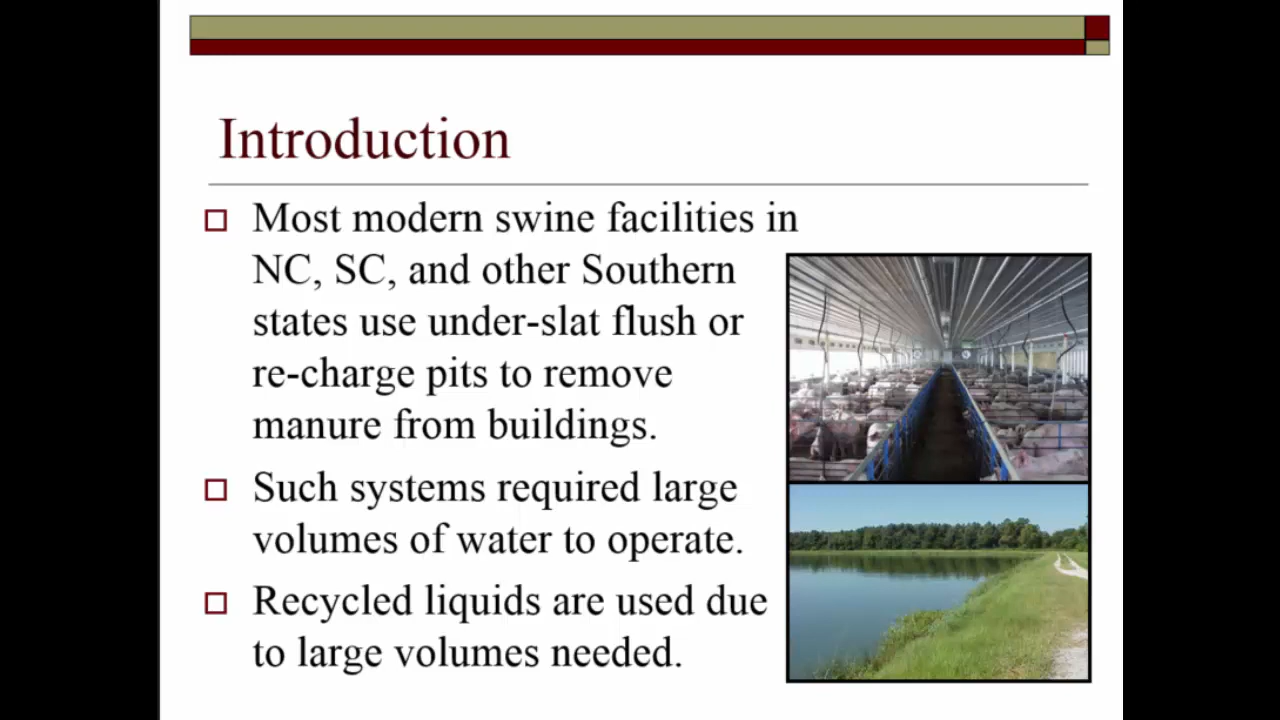 Introduction
Most modern swine facilities in
NC, SC, and other Southern
states use under-slat flush or
re-charge pits to remove
manure from buildings.
Such systems required large
volumes of water to operate.
Recycled liquids are used due
to large volumes needed.